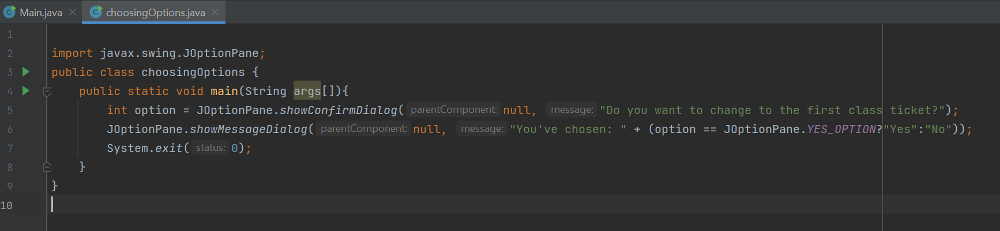 Main.java choosingOptions.java
1
2 import javax.swing.JOptionPane;
3 public class choosingOptions {
4 public static void main(String args[]){
5 int option = JOptionPane.showConfirmDialog( parentComponent: null, message: "Do you want to change to the first class ticket?");
6 JOptionPane.showMessageDialog( parentComponent: null, message: "You've chosen: " + (option == JOptionPane.YES_OPTION?"Yes":"No"));
7 System.exit( status: 0);
8 }
9 }
10